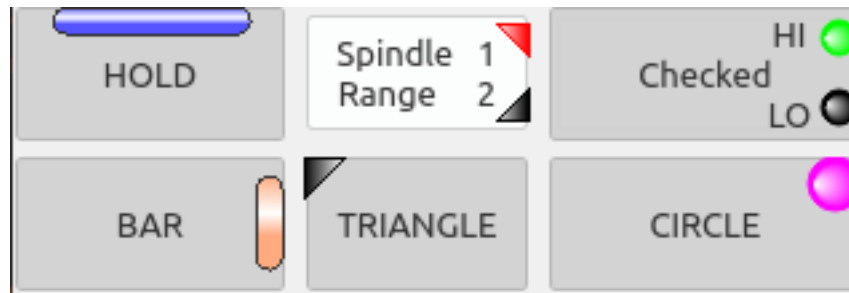 HOLD
Spindle 1
Range 2
HI
Checked
LO
BAR
TRIANGLE
CIRCLE